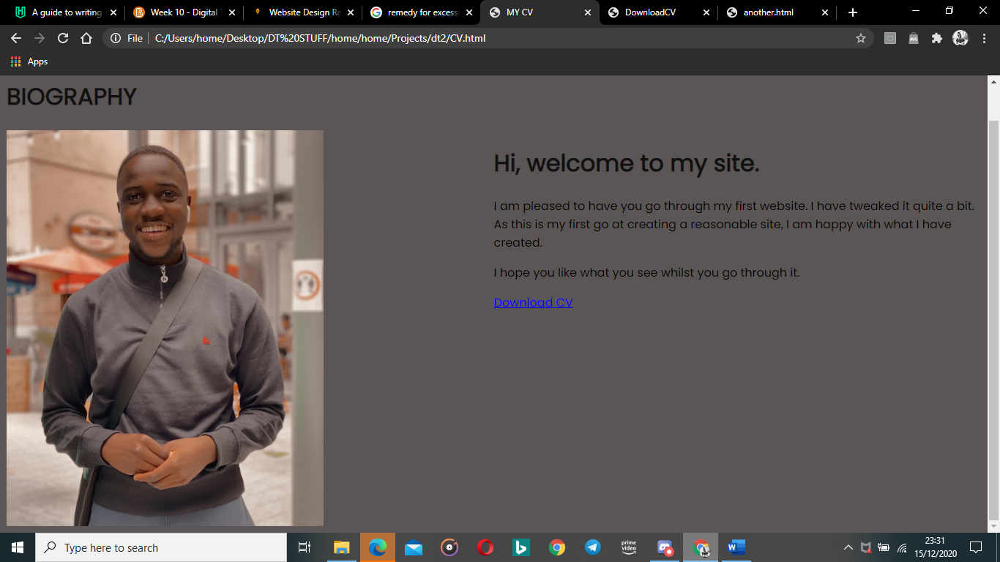 A guide to writing
Week 10 - Digital T
Website Design Re
remedy for excess
MY CV
DownloadCV
another.html
File
C:/Users/home/Desktop/DT%20STUFF/home/home/Projects/dt2/CV.html
Apps
BIOGRAPHY
Hi, welcome to my site.
I am pleased to have you go through my first website. I have tweaked it quite a bit.
As this is my first go at creating a reasonable site, I am happy with what I have
created.
I hope you like what you see whilst you go through it.
Download CV
Type here to search
prime
video
23:31
15/12/2020